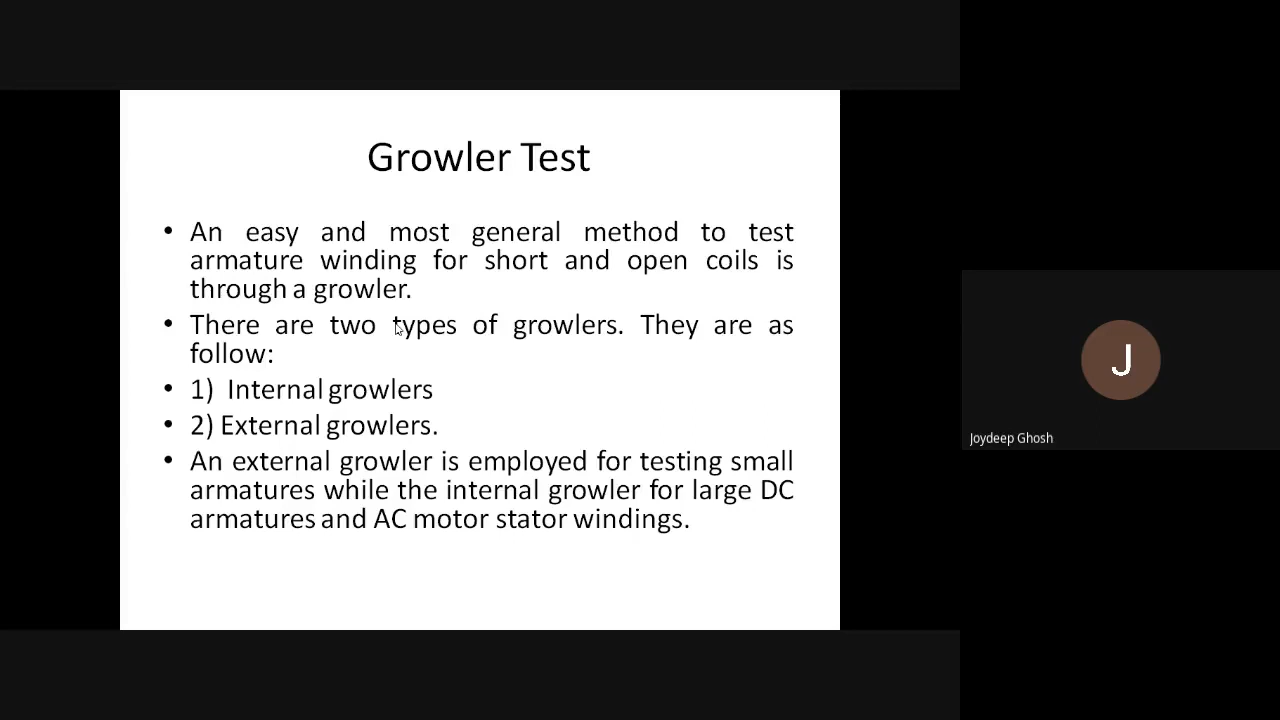 Growler Test
• An easy and most general method to test
armature winding for short and open coils is
through a growler.
• There are two types of growlers. They are as
follow:
• 1) Internal growlers
• 2) External growlers.
• An external growler is employed for testing small
armatures while the internal growler for large DC
armatures and AC motor stator windings.
J
Joydeep Ghosh